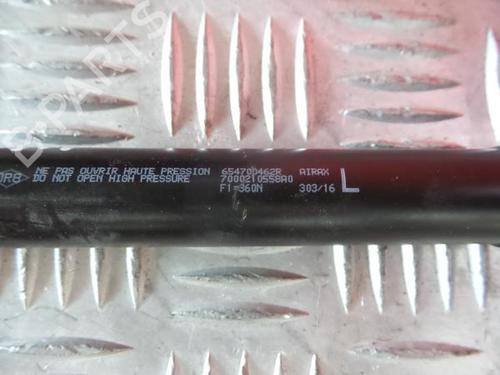 NE PAS OUVRIR HAUTE PRESSION 654700462R AIRAX L
DO NOT OPEN HIGH PRESSURE 7000210558A0
F1=360N 303/16